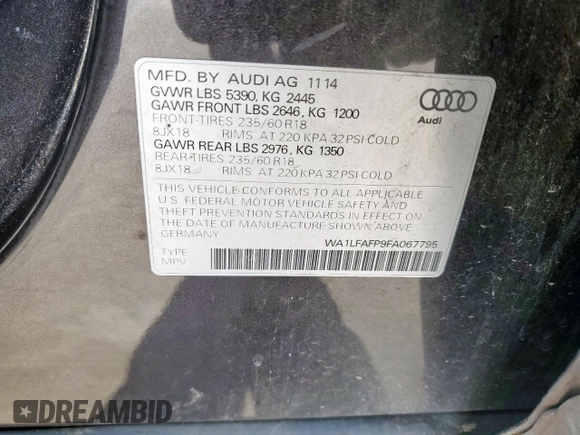 MFD. BY AUDI AG 11 14
GVWR LBS 5390, KG 2445
GAWR FRONT LBS 2646, KG 1200
FRONT-TIRES 235/60 R18
8JX18 RIMS, AT 220 KPA 32 PSI COLD
GAWR REAR LBS 2976, KG 1350
REAR-TIRES 235/60 R18
8JX18 RIMS, AT 220 KPA 32 PSI COLD
THIS VEHICLE CONFORMS TO ALL APPLICABLE
U.S. FEDERAL MOTOR VEHICLE SAFETY AND
THEFT PREVENTION STANDARDS IN EFFECT ON
THE DATE OF MANUFACTURE SHOWN ABOVE
GERMANY
WA1LFAFP9FA067795
TYPE
MPV
Audi
DREAMBID